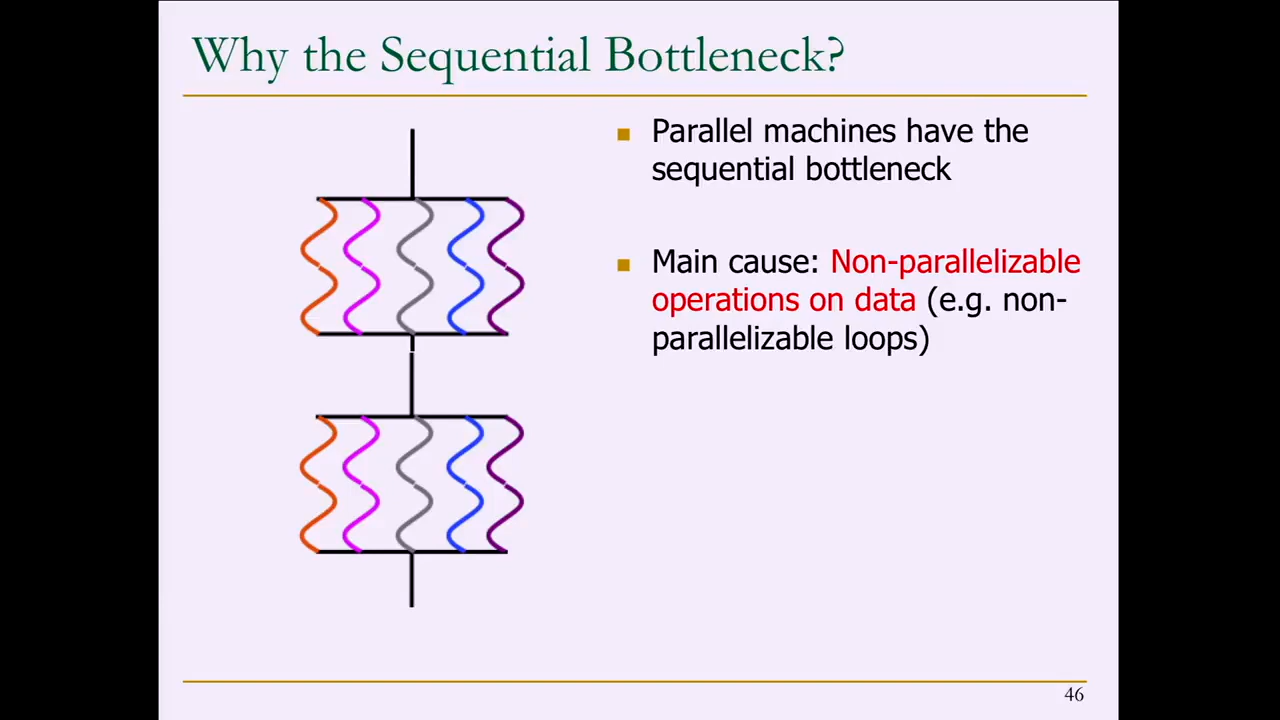 Why the Sequential Bottleneck?
Parallel machines have the
sequential bottleneck
Main cause: Non-parallelizable
operations on data (e.g. non-
parallelizable loops)
46